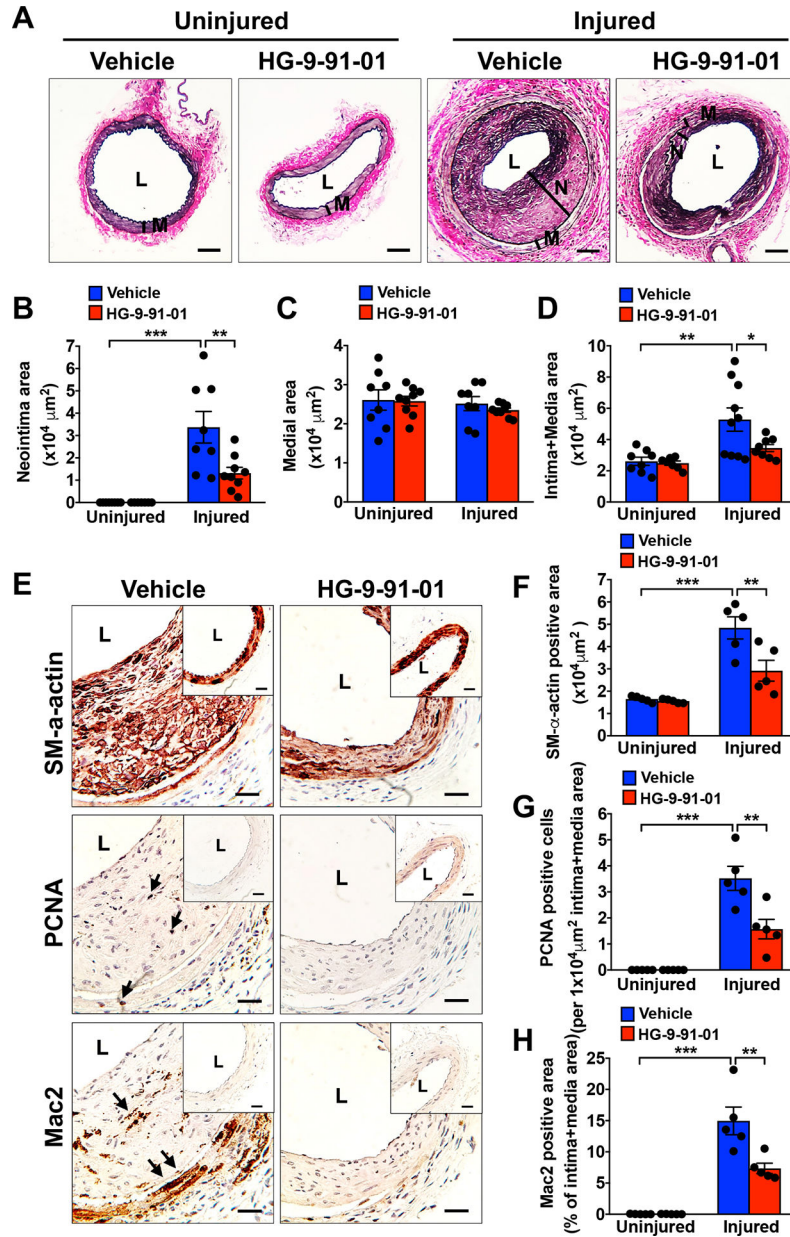 A
Uninjured
Injured
Vehicle
HG-9-91-01
Vehicle
HG-9-91-01
L
M
L
M
L
N
M
M
N
L
B
Vehicle
HG-9-91-01
*** **
Neointima area
(x10⁴ µm²)
7
6
5
4
3
2
1
0
Uninjured Injured
C
Vehicle
HG-9-91-01
Medial area
(x10⁴ µm²)
4
3
2
1
0
Uninjured Injured
D
Vehicle
HG-9-91-01
** *
Intima+Media area
(x10⁴ µm²)
10
8
6
4
2
0
Uninjured Injured
E
Vehicle
HG-9-91-01
SM-a-actin
L
L
L
L
PCNA
L
L
L
L
Mac2
L
L
L
L
F
Vehicle
HG-9-91-01
*** **
SM-α-actin positive area
(x10⁴µm²)
7
6
5
4
3
2
1
0
Uninjured Injured
G
Vehicle
HG-9-91-01
*** **
PCNA positive cells
(per 1x10⁴µm² intima+media area)
6
5
4
3
2
1
0
Uninjured Injured
H
Vehicle
HG-9-91-01
*** **
Mac2 positive area
(% of intima+media area)
25
20
15
10
5
0
Uninjured Injured